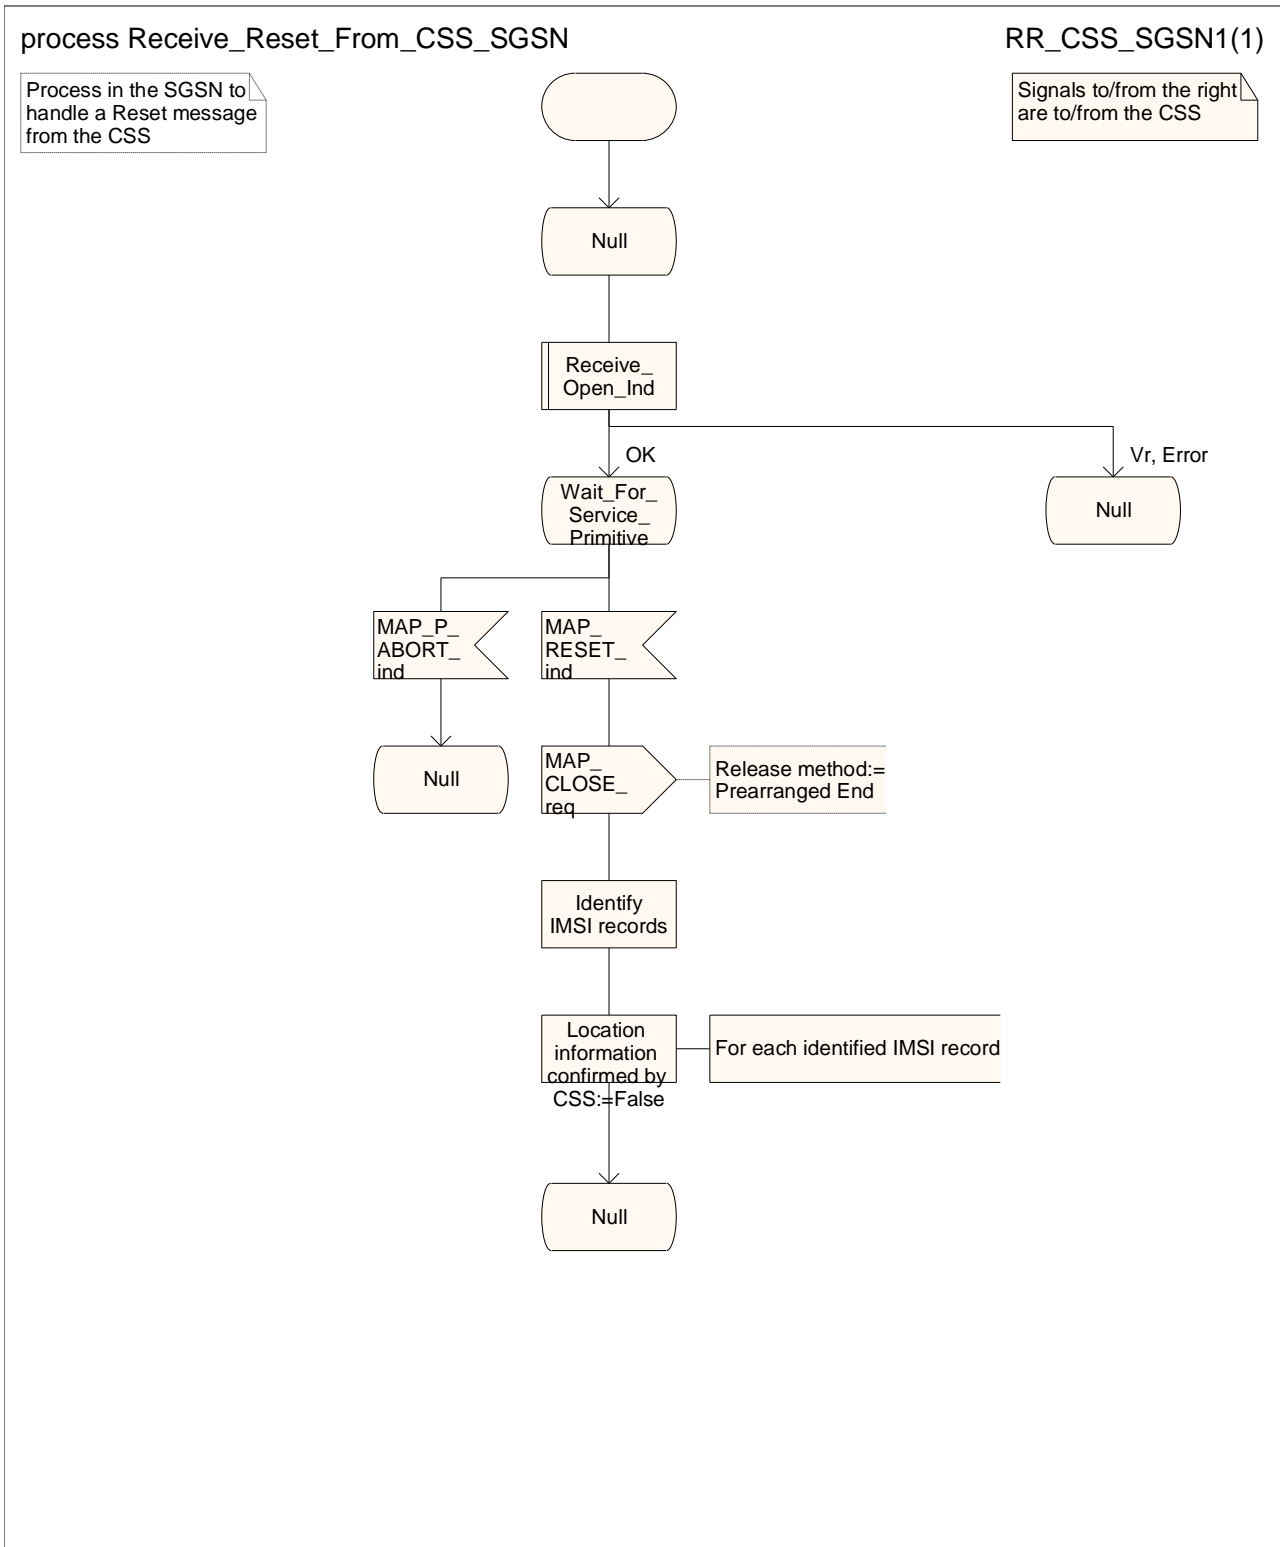 process Receive_Reset_From_CSS_SGSN
RR_CSS_SGSN1(1)
Process in the SGSN to
handle a Reset message
from the CSS
Signals to/from the right
are to/from the CSS
Null
Receive_
Open_Ind
OK
Vr, Error
Wait_For_
Service_
Primitive
Null
MAP_P_
ABORT_
ind
MAP_
RESET_
ind
Null
MAP_
CLOSE_
req
Release method:=
Prearranged End
Identify
IMSI records
Location
information
confirmed by
CSS:=False
For each identified IMSI record
Null